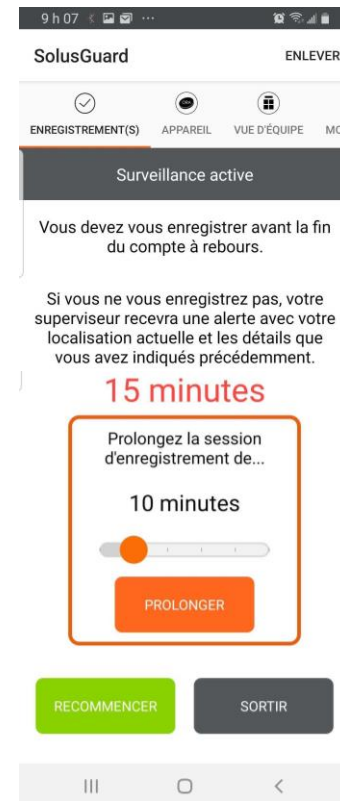 9 h 07
SolusGuard ENLEVER
ENREGISTREMENT(S) APPAREIL VUE D'ÉQUIPE MO
Surveillance active
Vous devez vous enregistrer avant la fin
du compte à rebours.
Si vous ne vous enregistrez pas, votre
superviseur recevra une alerte avec votre
localisation actuelle et les détails que
vous avez indiqués précédemment.
15 minutes
Prolongez la session
d'enregistrement de...
10 minutes
PROLONGER
RECOMMENCER SORTIR